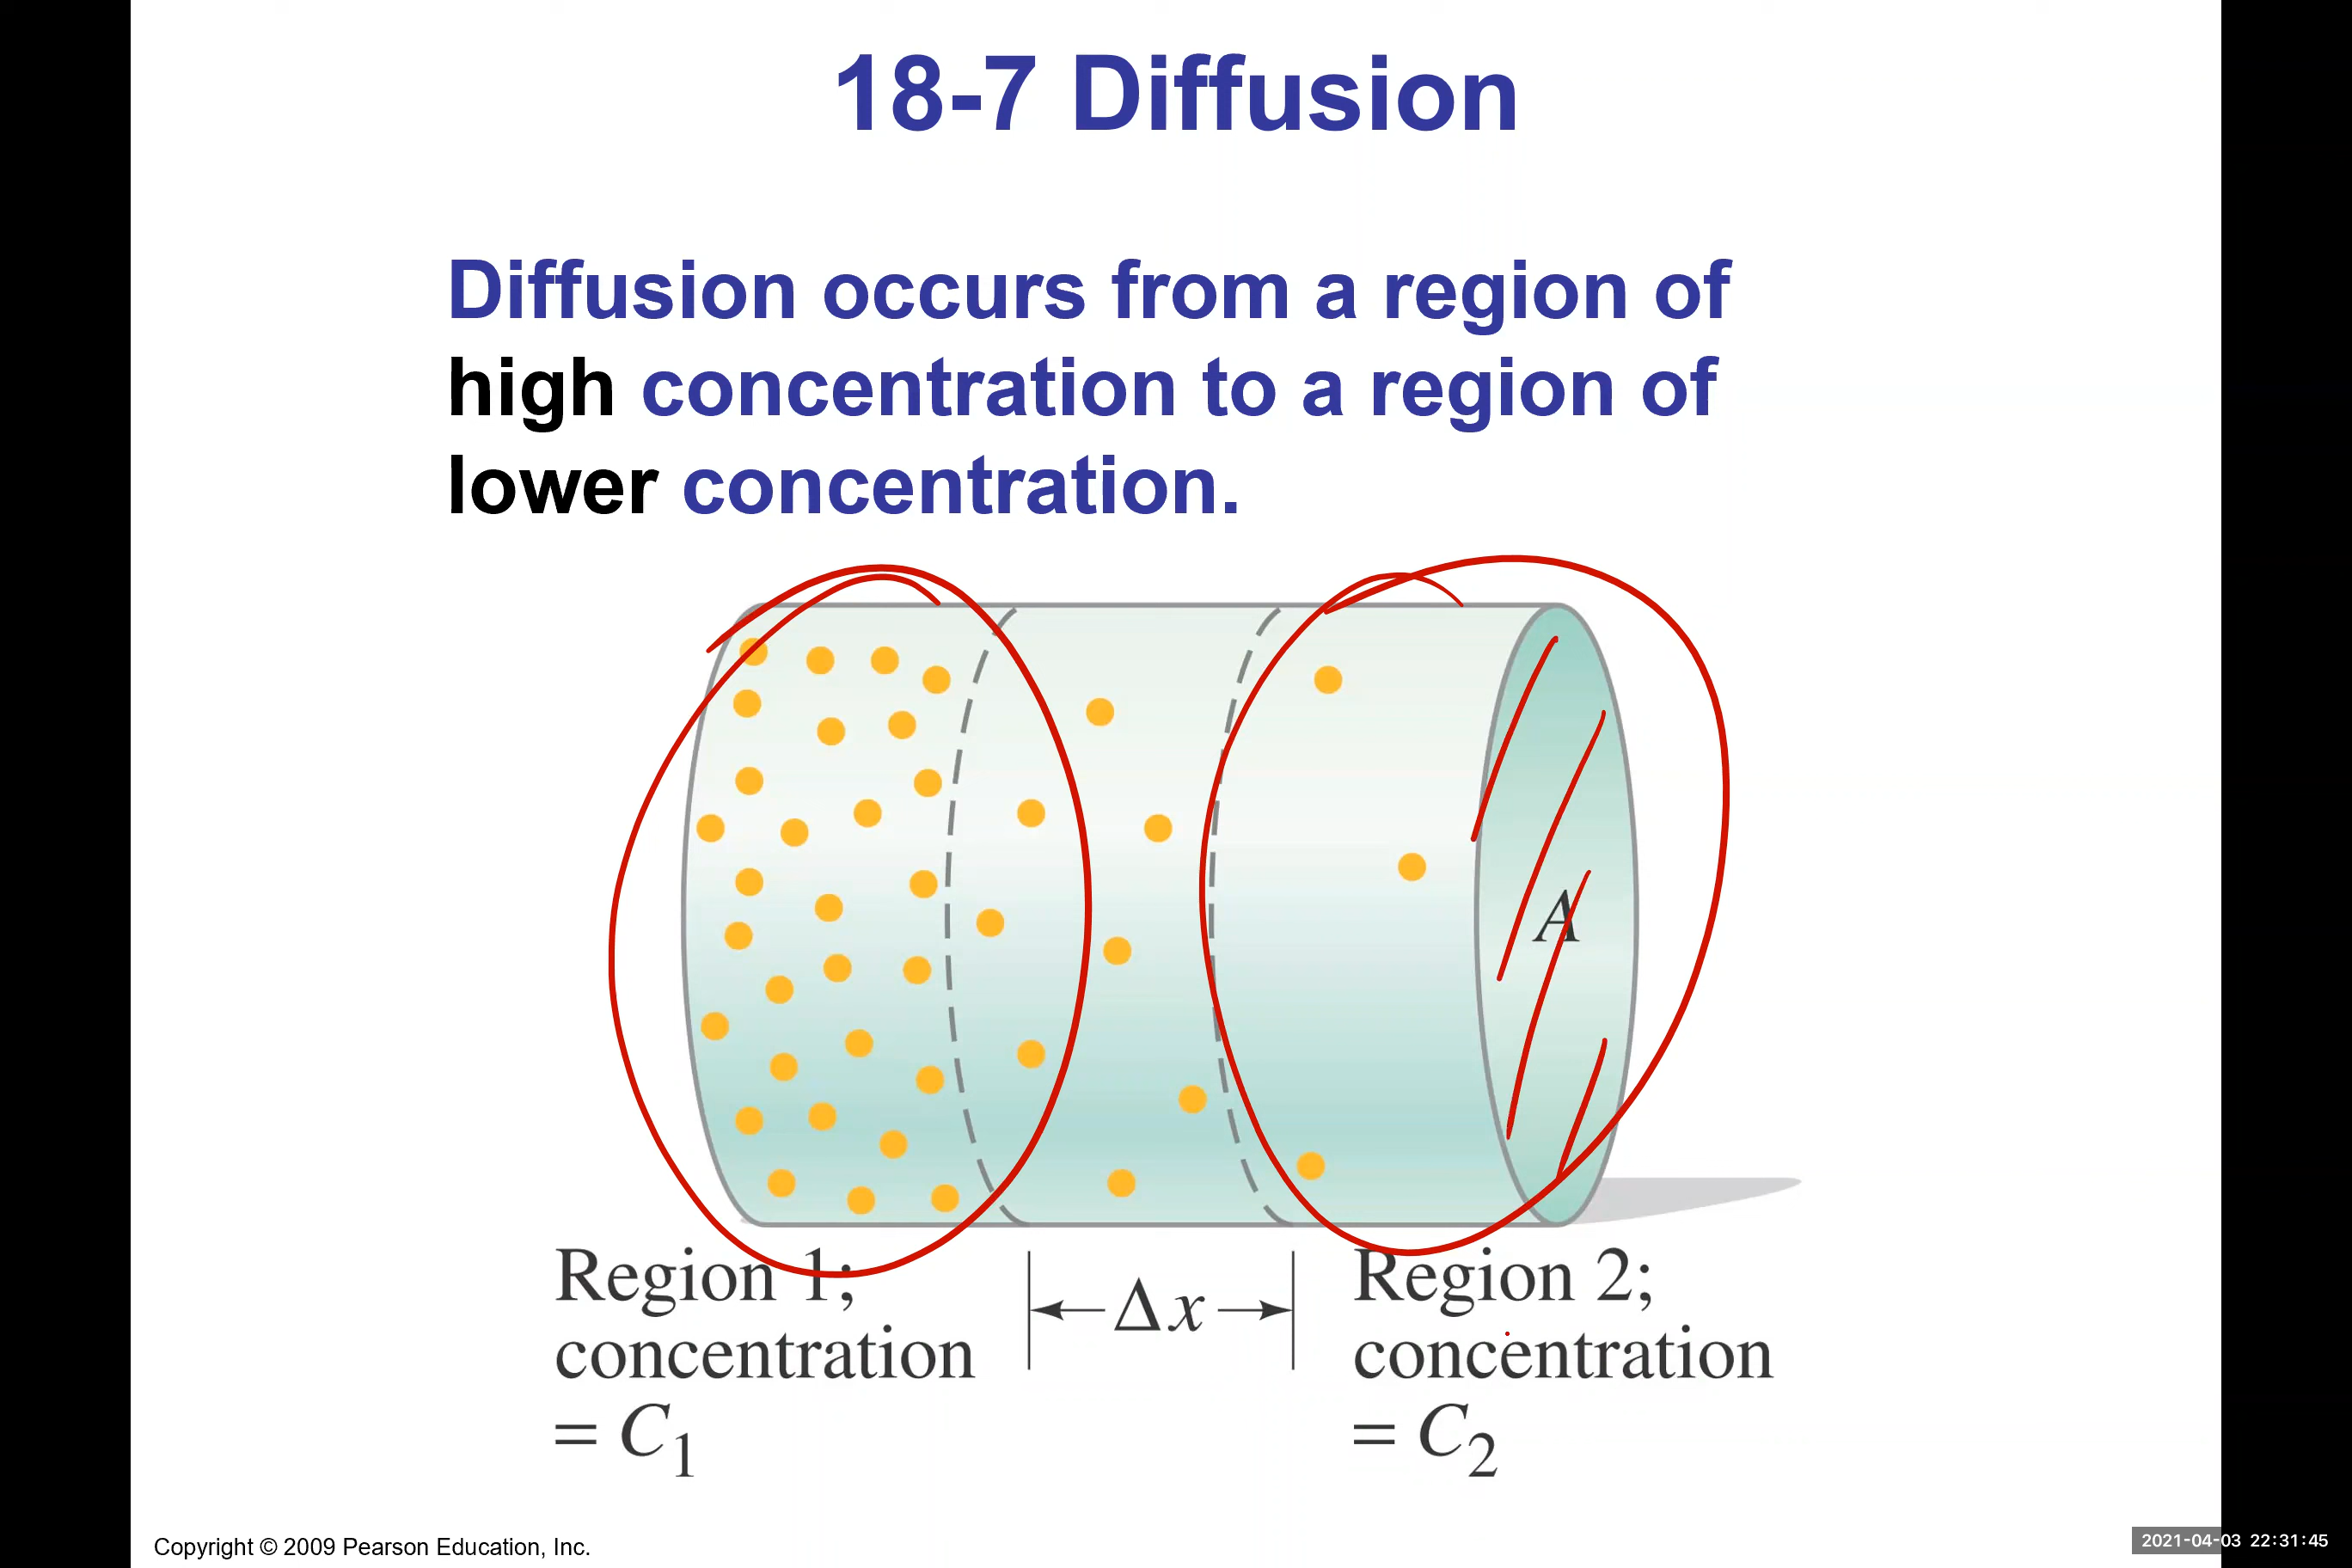 18-7 Diffusion
Diffusion occurs from a region of
high concentration to a region of
lower concentration.
A
Region 1;
concentration
= C₁
Δx
Region 2;
concentration
= C₂
Copyright © 2009 Pearson Education, Inc.
2021-04-03 22:31:45